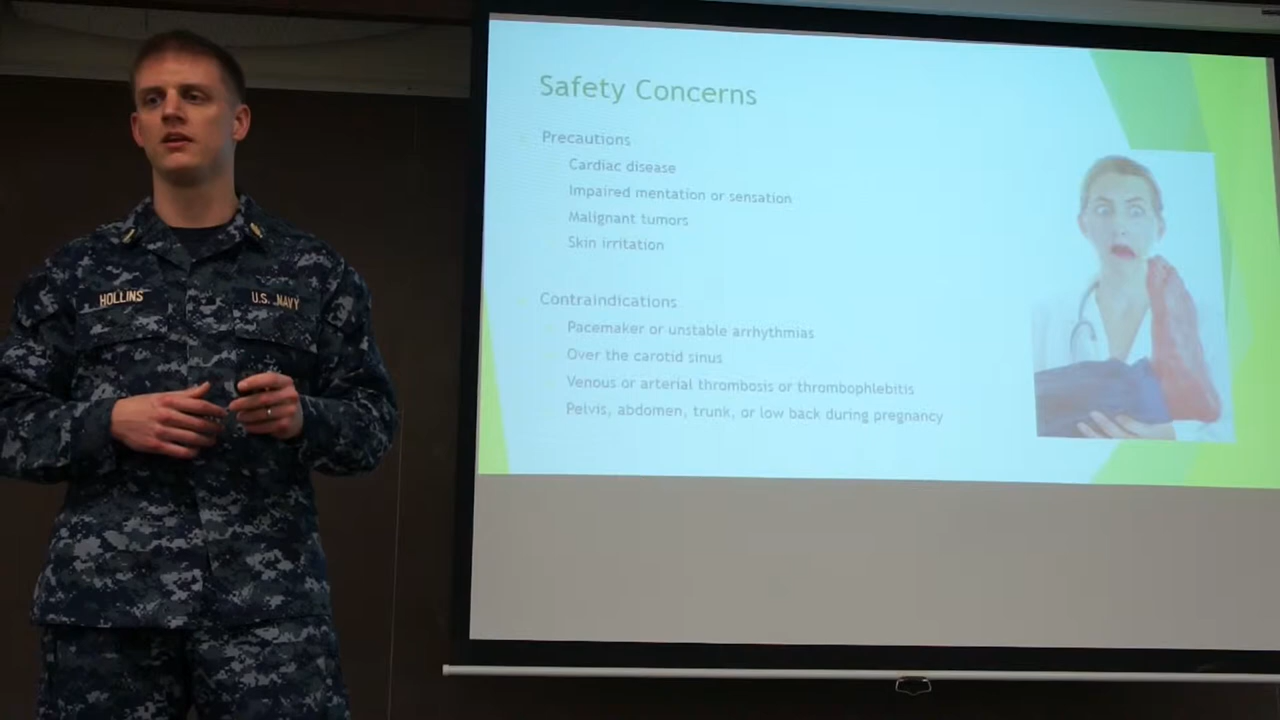 HOLLINS
U.S. NAVY
Safety Concerns
Precautions
Cardiac disease
Impaired mentation or sensation
Malignant tumors
Skin irritation
Contraindications
Pacemaker or unstable arrhythmias
Over the carotid sinus
Venous or arterial thrombosis or thrombophlebitis
Pelvis, abdomen, trunk, or low back during pregnancy